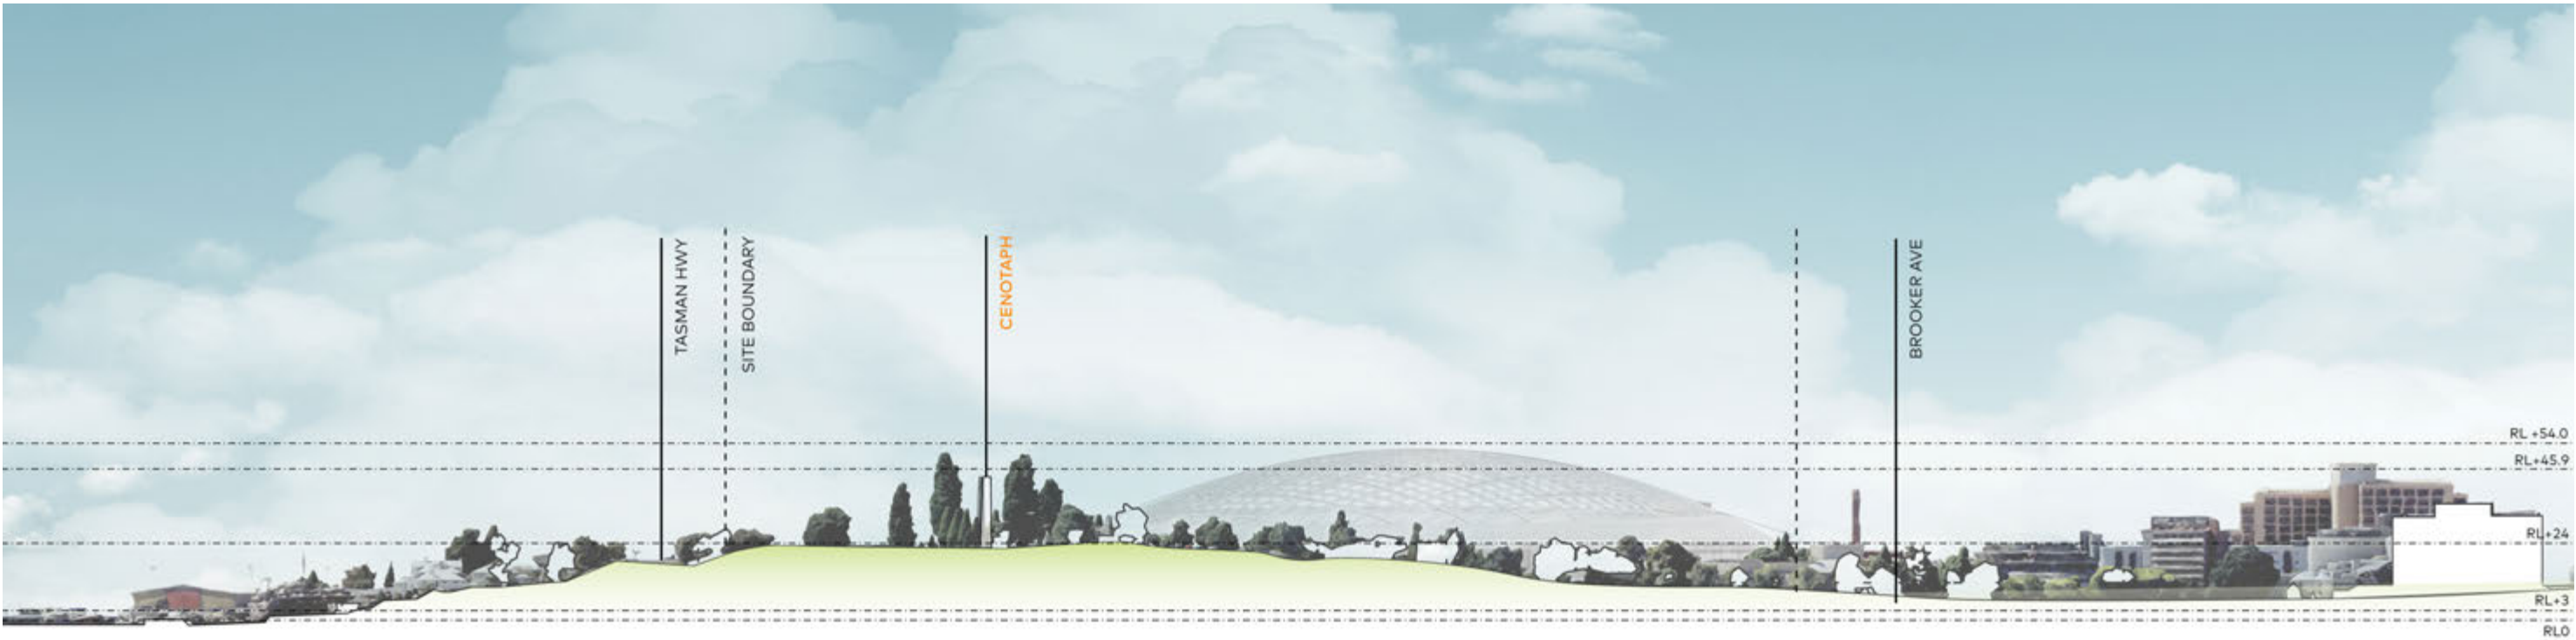 TASMAN HWY
SITE BOUNDARY
CENOTAPH
BROOKER AVE
RL +54.0
RL+45.9
RL+24
RL+3
RL0